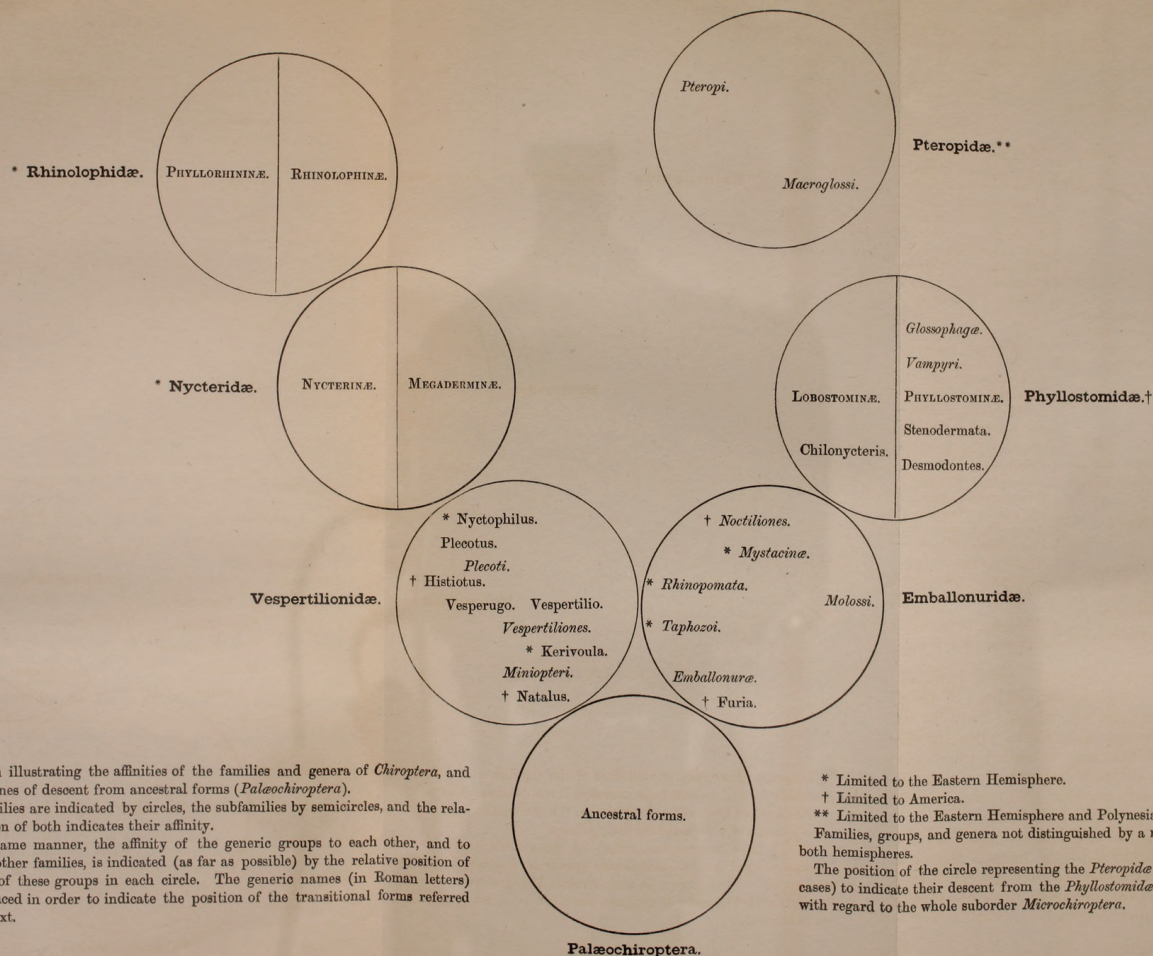 Pteropi.
Pteropidæ.**
* Rhinolophidæ.
PHYLLORHININÆ.
RHINOLOPHINÆ.
Macroglossi.
Glossophagæ.
Vampyri.
* Nycteridæ.
NYCTERINÆ.
MEGADERMINÆ.
LOBOSTOMINÆ.
PHYLLOSTOMINÆ.
Phyllostomidæ.†
Stenodermata.
Chilonycteris.
Desmodontes.
* Nyctophilus.
Plecotus.
Plecoti.
† Histiotus.
Vesperugo. Vespertilio.
Vespertiliones.
* Kerivoula.
Miniopteri.
† Natalus.
Vespertilionidæ.
† Noctiliones.
* Mystacinæ.
* Rhinopomata.
Molossi.
* Taphozoi.
Emballonuræ.
† Furia.
Emballonuridæ.
Ancestral forms.
Palæochiroptera.
illustrating the affinities of the families and genera of Chiroptera, and
nes of descent from ancestral forms (Palæochiroptera).
ilies are indicated by circles, the subfamilies by semicircles, and the rela-
n of both indicates their affinity.
ame manner, the affinity of the generic groups to each other, and to
ther families, is indicated (as far as possible) by the relative position of
of these groups in each circle. The generic names (in Roman letters)
ced in order to indicate the position of the transitional forms referred
xt.
* Limited to the Eastern Hemisphere.
† Limited to America.
** Limited to the Eastern Hemisphere and Polynesia
Families, groups, and genera not distinguished by a
both hemispheres.
The position of the circle representing the Pteropidæ
cases) to indicate their descent from the Phyllostomidæ
with regard to the whole suborder Microchiroptera.